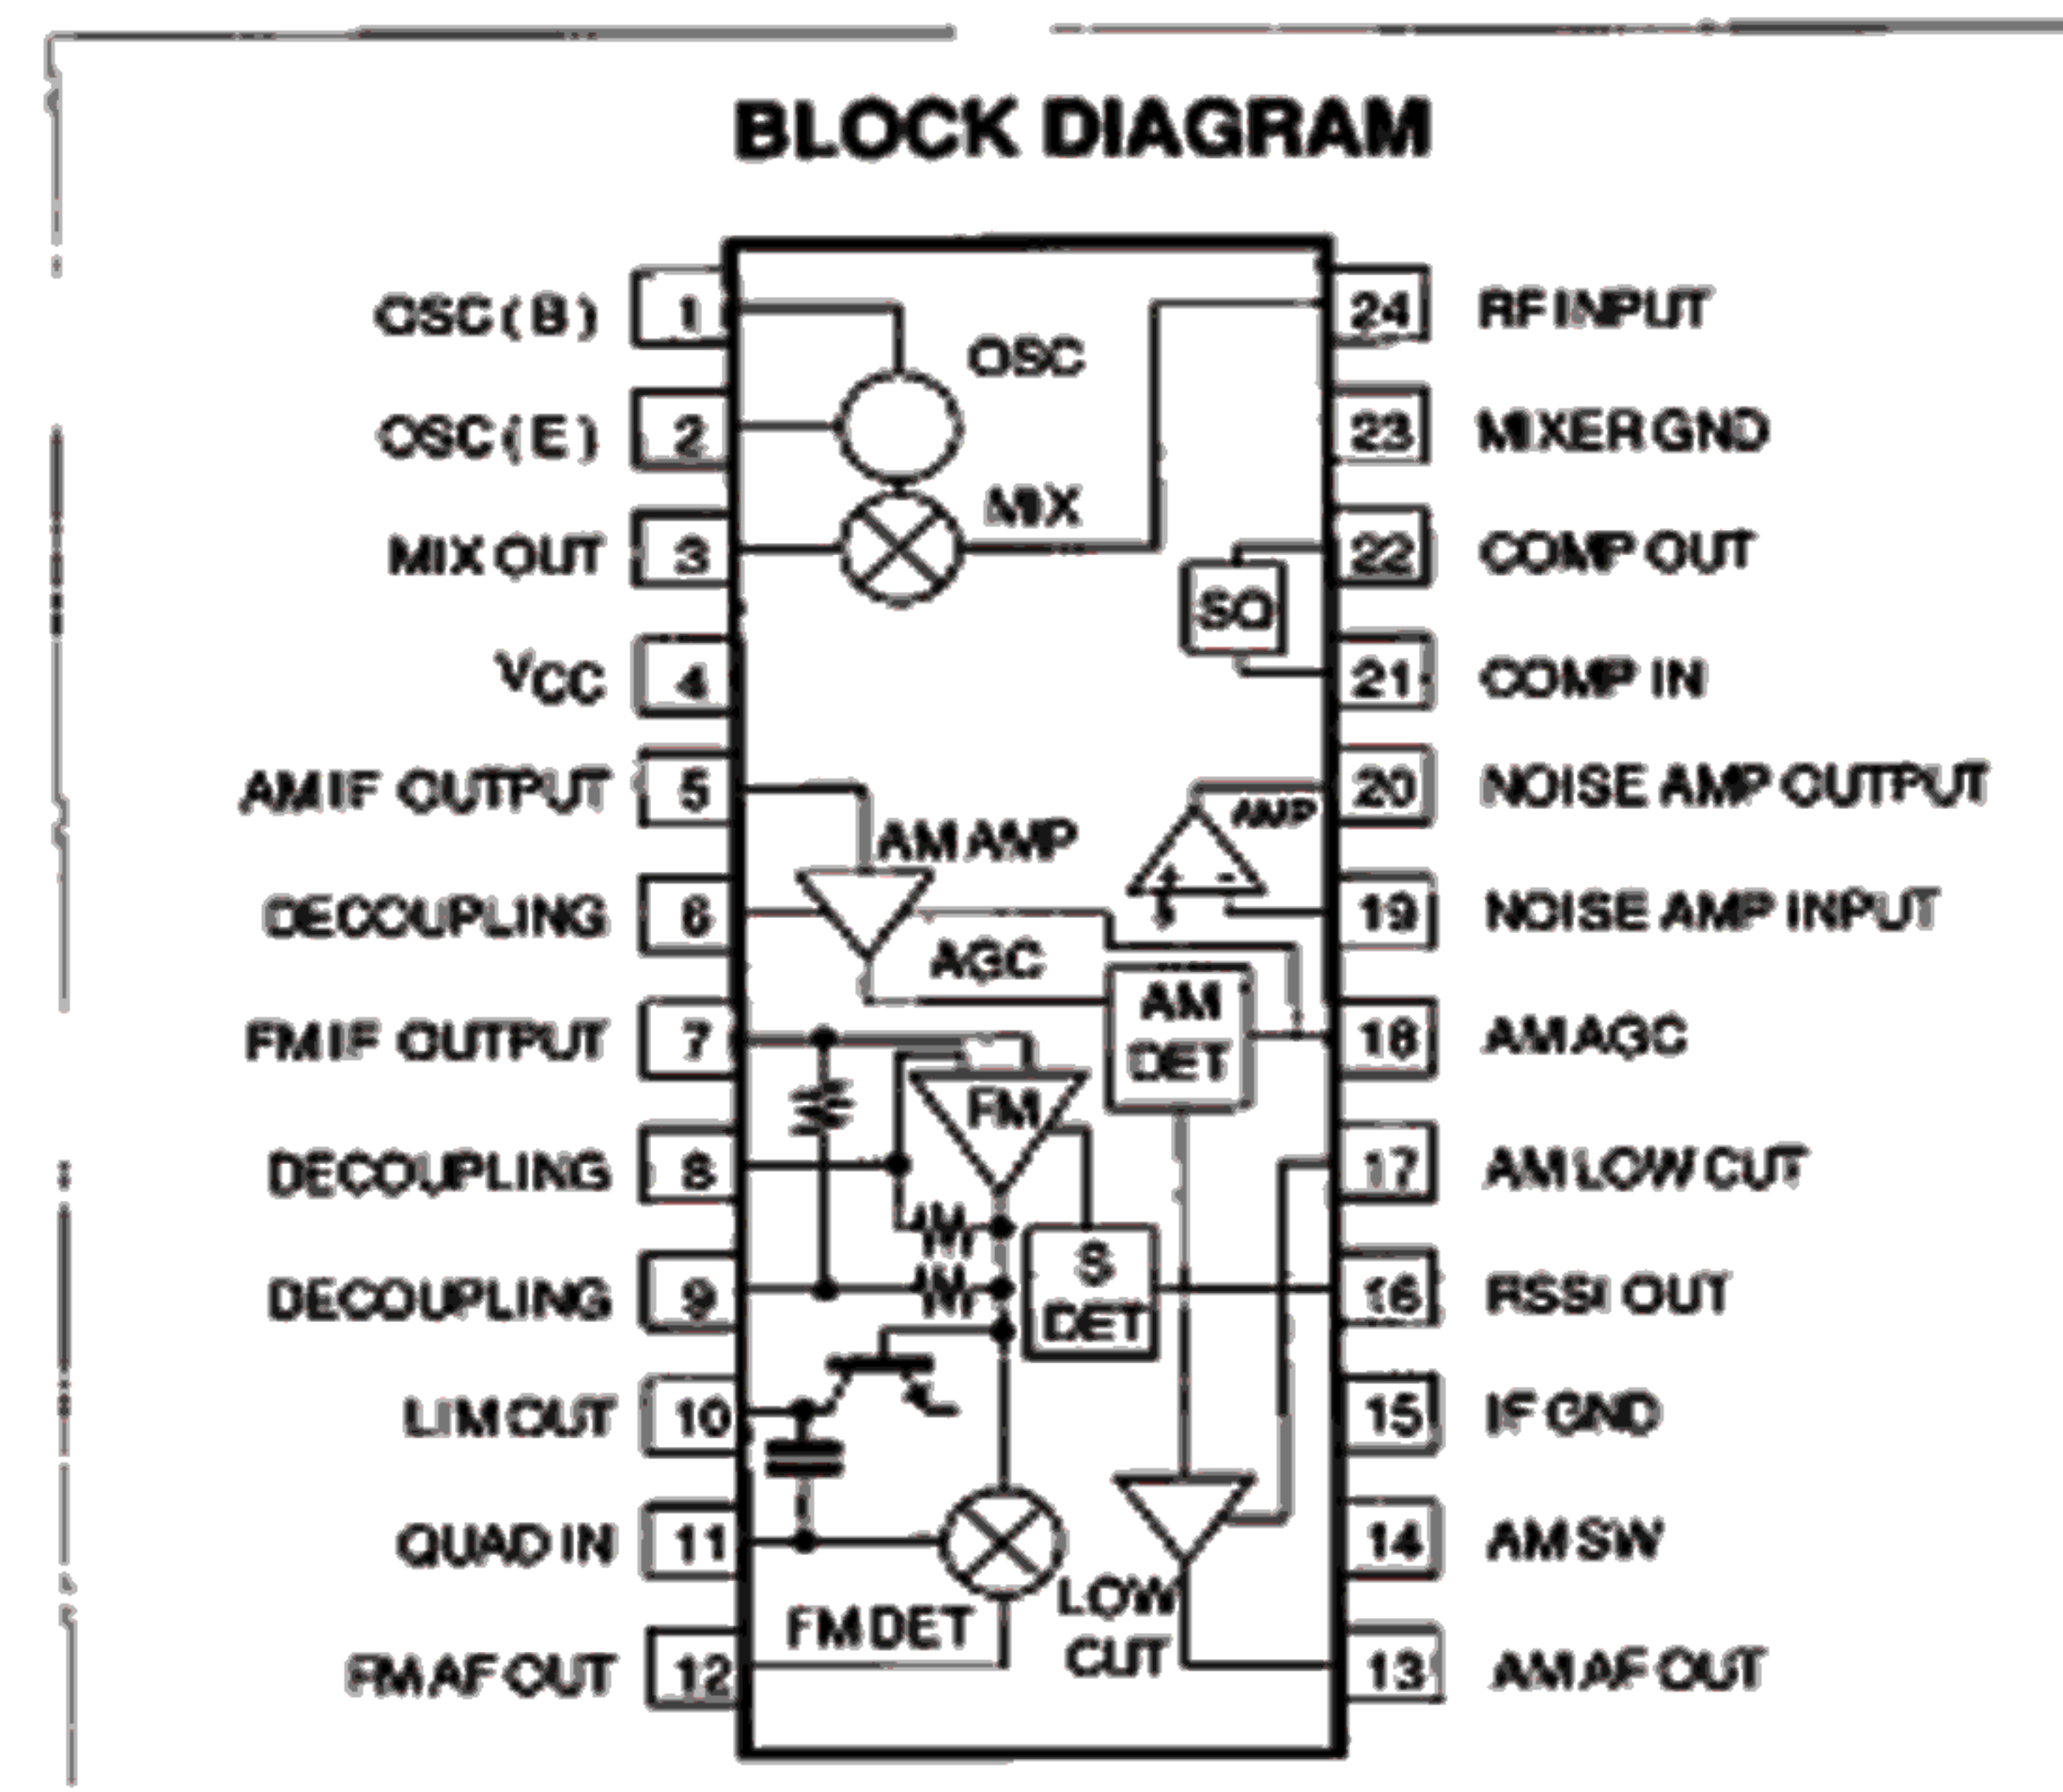 BLOCK DIAGRAM
OSC ( B ) 1
OSC ( E ) 2
MIX OUT 3
VCC 4
AM IF OUTPUT 5
DECOUPLING 6
FM IF OUTPUT 7
DECOUPLING 8
DECOUPLING 9
LIM OUT 10
QUAD IN 11
FM AF OUT 12
OSC
MIX
SQ
AM AMP
AMP
+ -
AGC
AM
DET
FM
S
DET
FM DET
LOW
CUT
24 RF INPUT
23 MIXER GND
22 COMP OUT
21 COMP IN
20 NOISE AMP OUTPUT
19 NOISE AMP INPUT
18 AM AGC
17 AM LOW CUT
16 RSSI OUT
15 IF GND
14 AM SW
13 AM AF OUT